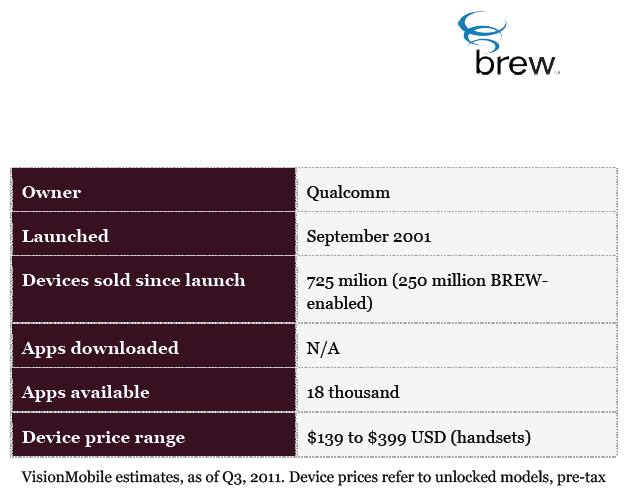 brew
Owner Qualcomm
Launched September 2001
Devices sold since launch 725 milion (250 million BREW-
enabled)
Apps downloaded N/A
Apps available 18 thousand
Device price range $139 to $399 USD (handsets)
VisionMobile estimates, as of Q3, 2011. Device prices refer to unlocked models, pre-tax